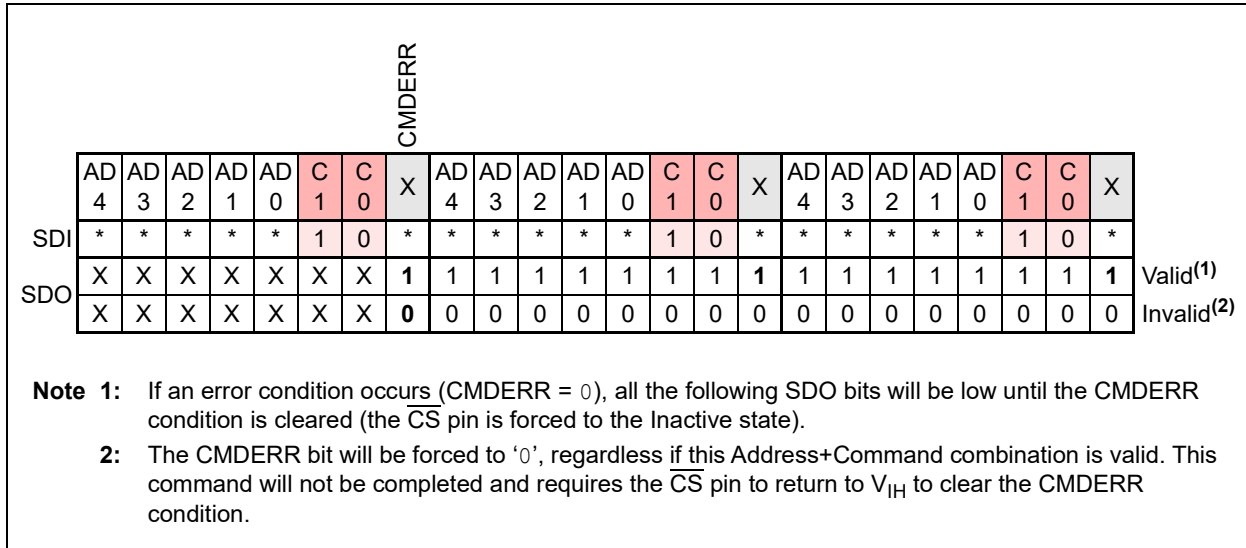 CMDERR
AD AD AD AD AD C C X AD AD AD AD AD C C X AD AD AD AD AD C C X
4 3 2 1 0 1 0 4 3 2 1 0 1 0 4 3 2 1 0 1 0
SDI * * * * * 1 0 * * * * * * 1 0 * * * * * * 1 0 *
SDO X X X X X X X 1 1 1 1 1 1 1 1 1 1 1 1 1 1 1 1 1 Valid(1)
X X X X X X X 0 0 0 0 0 0 0 0 0 0 0 0 0 0 0 0 0 Invalid(2)
Note 1: If an error condition occurs (CMDERR = 0), all the following SDO bits will be low until the CMDERR
condition is cleared (the C̅S̅ pin is forced to the Inactive state).
2: The CMDERR bit will be forced to ‘0’, regardless if this Address+Command combination is valid. This
command will not be completed and requires the C̅S̅ pin to return to VIH to clear the CMDERR
condition.